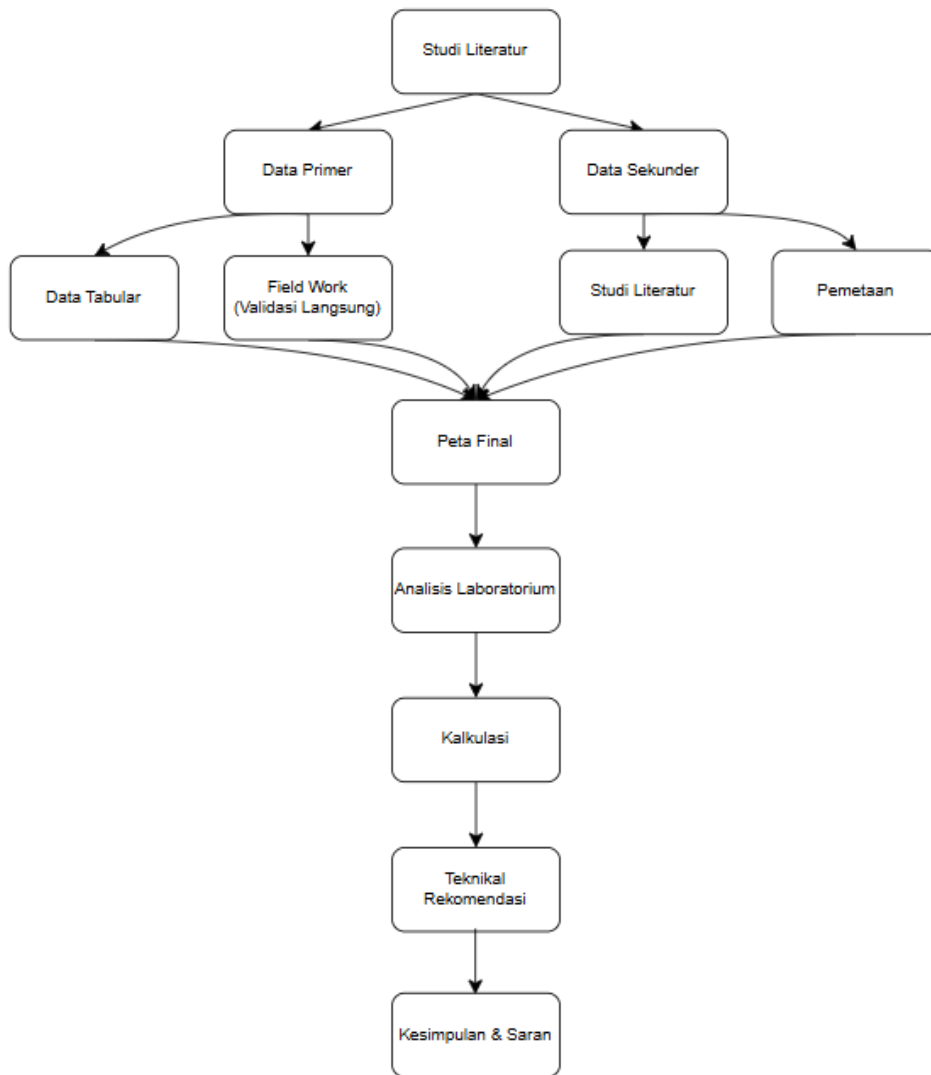 Studi Literatur
Data Primer
Data Sekunder
Data Tabular
Field Work
(Validasi Langsung)
Studi Literatur
Pemetaan
Peta Final
Analisis Laboratorium
Kalkulasi
Teknikal
Rekomendasi
Kesimpulan & Saran